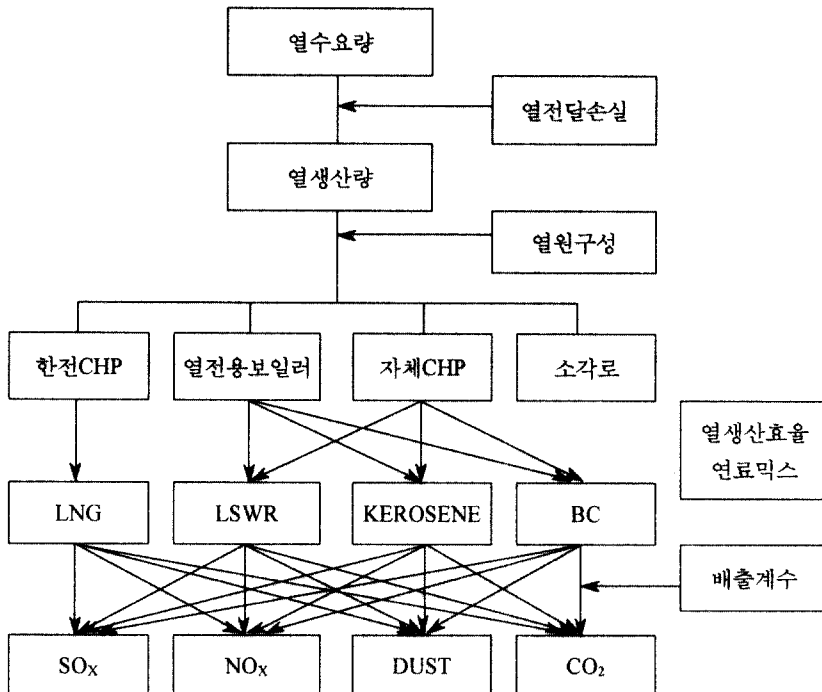 열수요량
열전달손실
열생산량
열원구성
한전CHP
열전용보일러
자체CHP
소각로
열생산효율
연료믹스
LNG
LSWR
KEROSENE
BC
배출계수
SOX
NOX
DUST
CO2